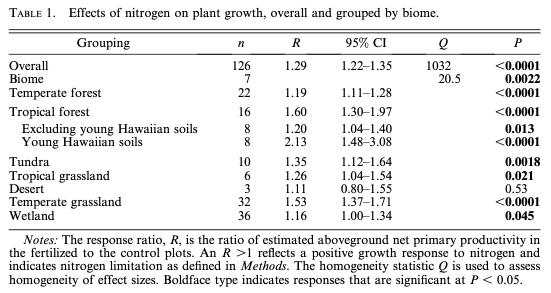 TABLE 1. Effects of nitrogen on plant growth, overall and grouped by biome.
Grouping n R 95% CI Q P
Overall 126 1.29 1.22–1.35 1032 <0.0001
Biome 7 20.5 0.0022
Temperate forest 22 1.19 1.11–1.28 <0.0001
Tropical forest 16 1.60 1.30–1.97 <0.0001
Excluding young Hawaiian soils 8 1.20 1.04–1.40 0.013
Young Hawaiian soils 8 2.13 1.48–3.08 <0.0001
Tundra 10 1.35 1.12–1.64 0.0018
Tropical grassland 6 1.26 1.04–1.54 0.021
Desert 3 1.11 0.80–1.55 0.53
Temperate grassland 32 1.53 1.37–1.71 <0.0001
Wetland 36 1.16 1.00–1.34 0.045
Notes: The response ratio, R, is the ratio of estimated aboveground net primary productivity in
the fertilized to the control plots. An R >1 reflects a positive growth response to nitrogen and
indicates nitrogen limitation as defined in Methods. The homogeneity statistic Q is used to assess
homogeneity of effect sizes. Boldface type indicates responses that are significant at P < 0.05.